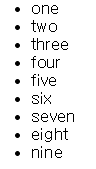 • one
• two
• three
• four
• five
• six
• seven
• eight
• nine